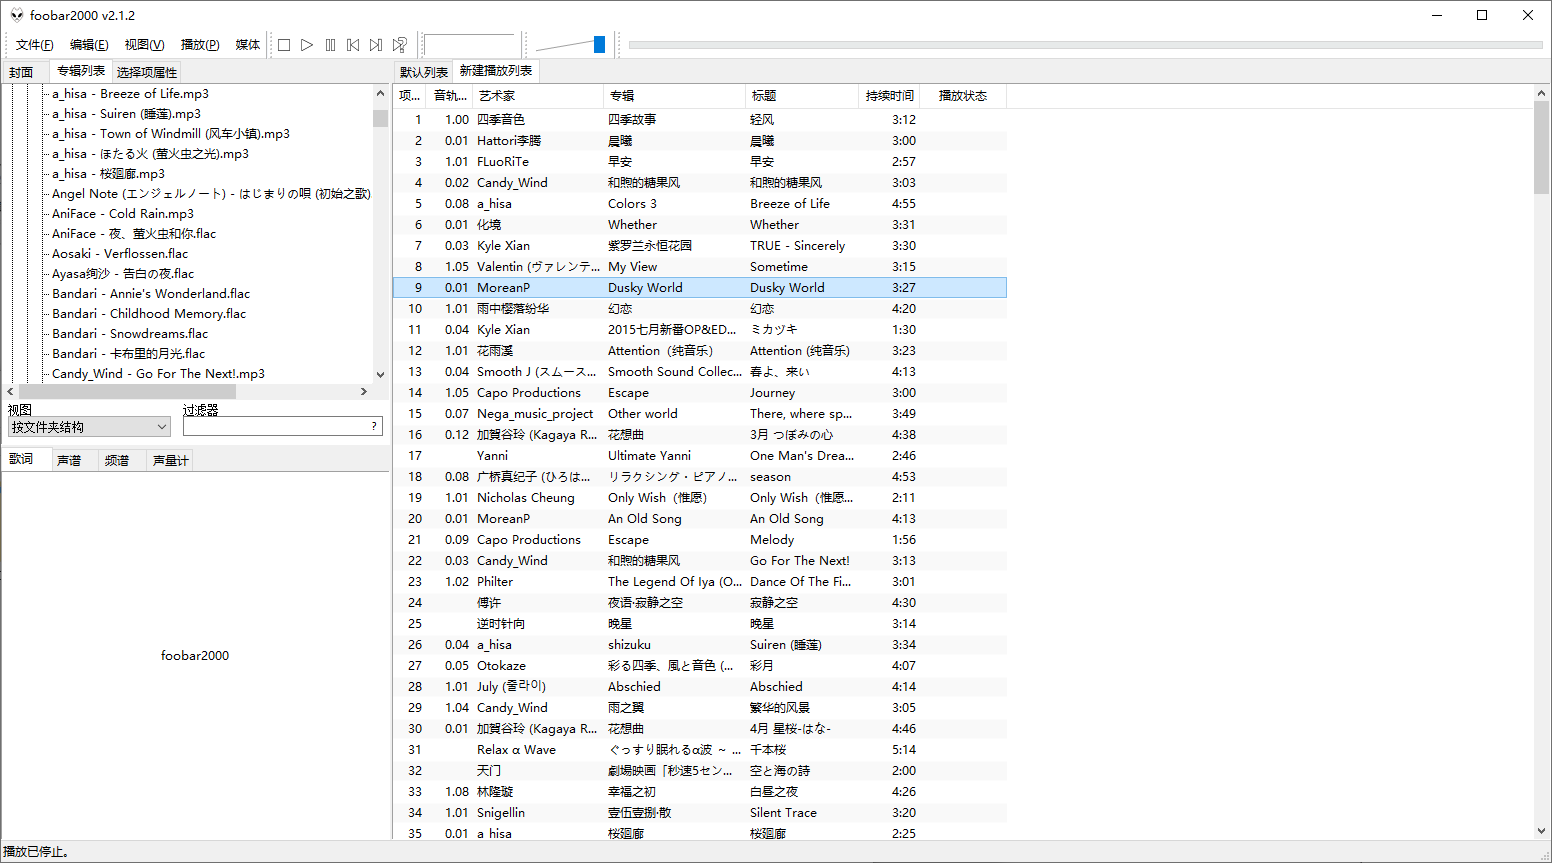 foobar2000 v2.1.2
文件(F) 编辑(E) 视图(V) 播放(P) 媒体
封面 专辑列表 选择项属性
a_hisa - Breeze of Life.mp3
a_hisa - Suiren (睡莲).mp3
a_hisa - Town of Windmill (风车小镇).mp3
a_hisa - ほたる火 (萤火虫之光).mp3
a_hisa - 桜廻廊.mp3
Angel Note (エンジェルノート) - はじまりの唄 (初始之歌)
AniFace - Cold Rain.mp3
AniFace - 夜、萤火虫和你.flac
Aosaki - Verflossen.flac
Ayasa绚沙 - 告白の夜.flac
Bandari - Annie's Wonderland.flac
Bandari - Childhood Memory.flac
Bandari - Snowdreams.flac
Bandari - 卡布里的月光.flac
Candy_Wind - Go For The Next!.mp3
视图 过滤器
按文件夹结构 ?
歌词 声谱 频谱 声量计
foobar2000
默认列表 新建播放列表
项... 音轨... 艺术家 专辑 标题 持续时间 播放状态
1 1.00 四季音色 四季故事 轻风 3:12
2 0.01 Hattori李腾 晨曦 晨曦 3:00
3 1.01 FLuoRiTe 早安 早安 2:57
4 0.02 Candy_Wind 和煦的糖果风 和煦的糖果风 3:03
5 0.08 a_hisa Colors 3 Breeze of Life 4:55
6 0.01 化境 Whether Whether 3:31
7 0.03 Kyle Xian 紫罗兰永恒花园 TRUE - Sincerely 3:30
8 1.05 Valentin (ヴァレンテ... My View Sometime 3:15
9 0.01 MoreanP Dusky World Dusky World 3:27
10 1.01 雨中樱落纷华 幻恋 幻恋 4:20
11 0.04 Kyle Xian 2015七月新番OP&ED... ミカヅキ 1:30
12 1.01 花雨溪 Attention（纯音乐） Attention (纯音乐) 3:23
13 0.04 Smooth J (スムース... Smooth Sound Collec... 春よ、来い 4:13
14 1.05 Capo Productions Escape Journey 3:00
15 0.07 Nega_music_project Other world There, where sp... 3:49
16 0.12 加賀谷玲 (Kagaya R... 花想曲 3月 つぼみの心 4:38
17 Yanni Ultimate Yanni One Man's Drea... 2:46
18 0.08 广桥真纪子 (ひろは... リラクシング・ピアノ... season 4:53
19 1.01 Nicholas Cheung Only Wish（惟愿） Only Wish（惟愿... 2:11
20 0.01 MoreanP An Old Song An Old Song 4:13
21 0.09 Capo Productions Escape Melody 1:56
22 0.03 Candy_Wind 和煦的糖果风 Go For The Next! 3:13
23 1.02 Philter The Legend Of Iya (O... Dance Of The Fi... 3:01
24 傅许 夜语·寂静之空 寂静之空 4:30
25 逆时针向 晚星 晚星 3:14
26 0.04 a_hisa shizuku Suiren (睡莲) 3:34
27 0.05 Otokaze 彩る四季、風と音色 (... 彩月 4:07
28 1.01 July (줄라이) Abschied Abschied 4:14
29 1.04 Candy_Wind 雨之翼 繁华的风景 3:05
30 0.01 加賀谷玲 (Kagaya R... 花想曲 4月 星桜-はな- 4:46
31 Relax α Wave ぐっすり眠れるα波 ～ ... 千本桜 5:14
32 天门 劇場映画「秒速5セン... 空と海の詩 2:00
33 1.08 林隆璇 幸福之初 白昼之夜 4:26
34 1.01 Snigellin 壹伍壹捌·散 Silent Trace 3:20
35 0.01 a_hisa 桜廻廊 桜廻廊 2:25
播放已停止。